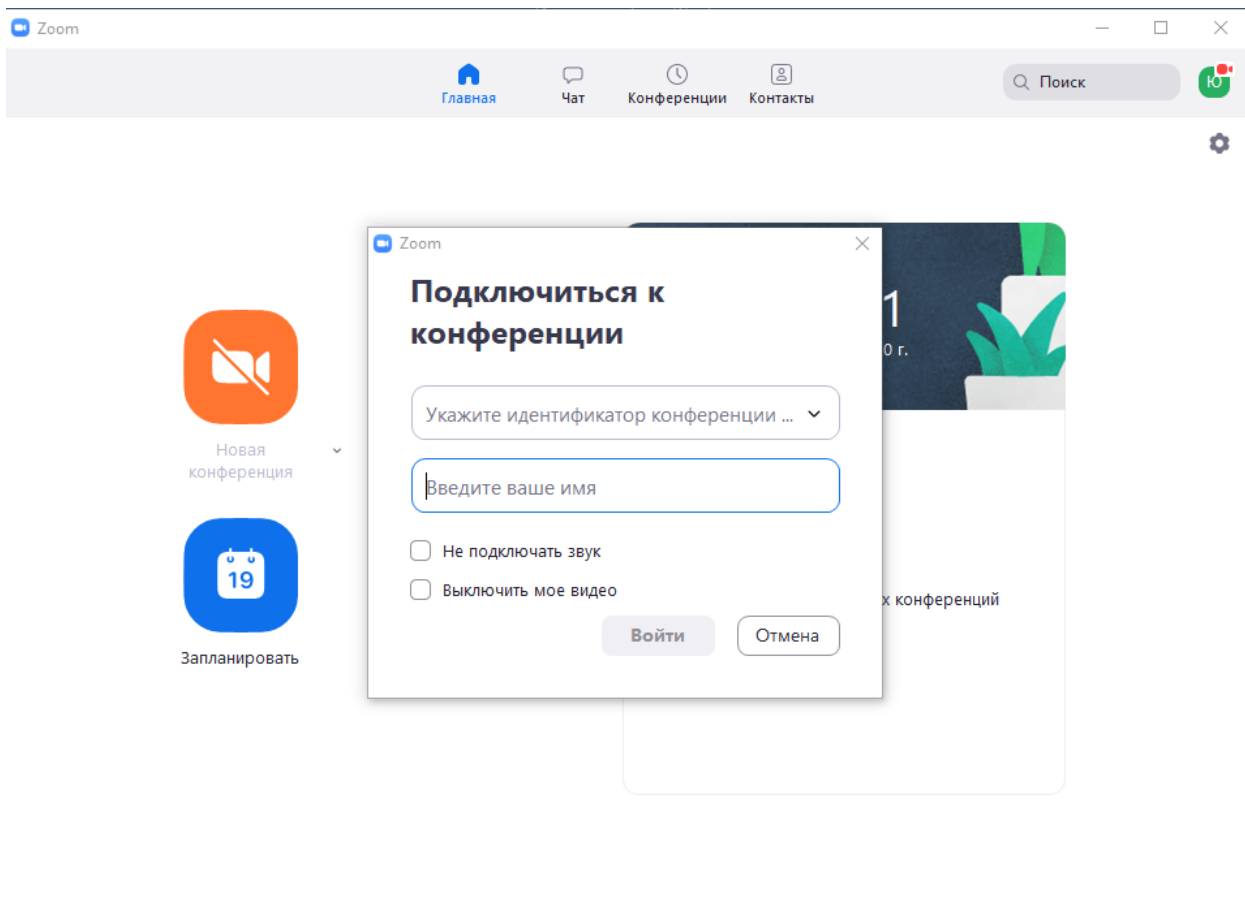 Zoom
Главная
Чат
Конференции
Контакты
Поиск
Ю
Zoom
Подключиться к
конференции
1
0 г.
Укажите идентификатор конференции ...
Новая
конференция
Введите ваше имя
Не подключать звук
19
Выключить мое видео
х конференций
Войти
Отмена
Запланировать